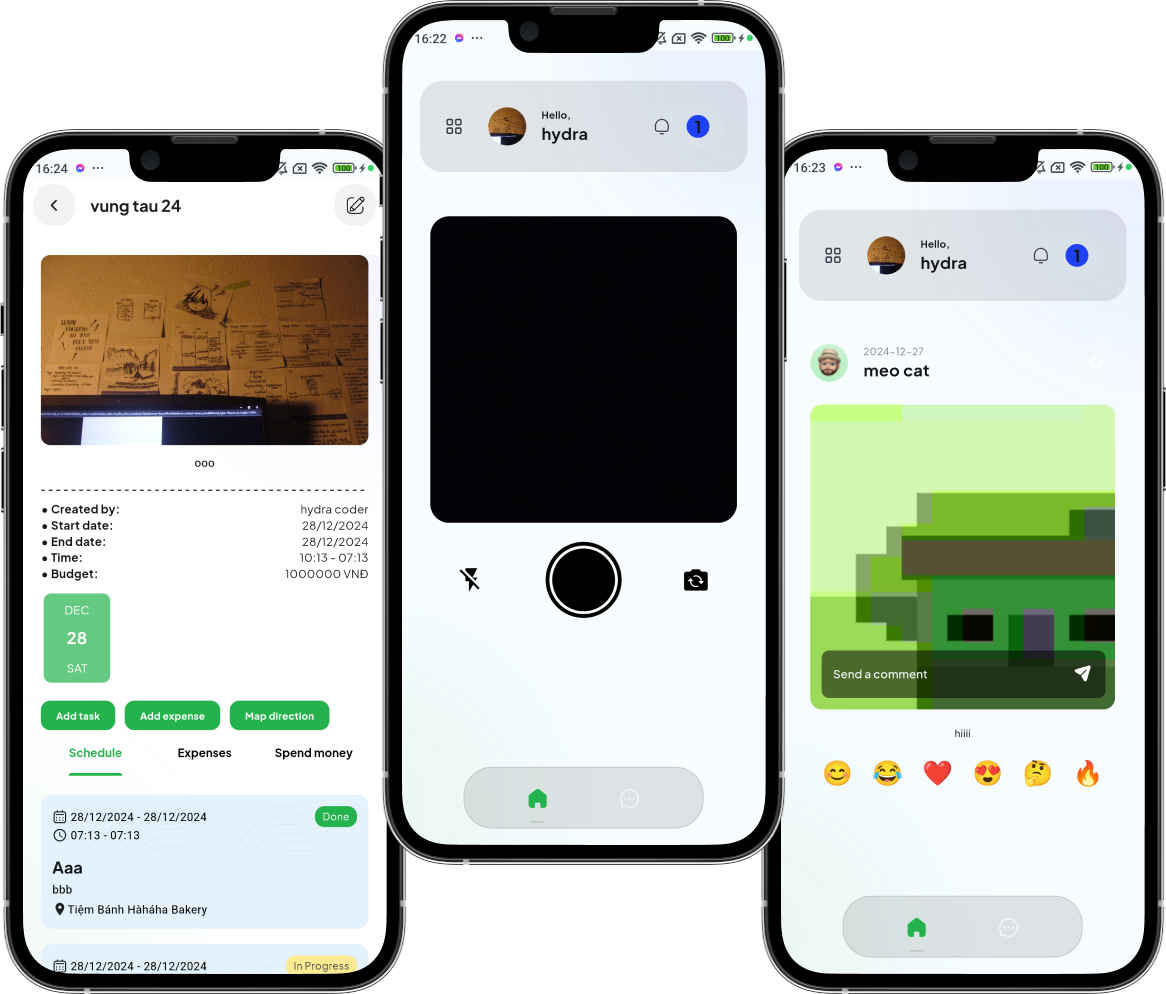 16:24
100
vung tau 24
LEARN
ENGLISH
ooo
• Created by: hydra coder
• Start date: 28/12/2024
• End date: 28/12/2024
• Time: 10:13 - 07:13
• Budget: 1000000 VNĐ
DEC
28
SAT
Add task Add expense Map direction
Schedule Expenses Spend money
28/12/2024 - 28/12/2024 Done
07:13 - 07:13
Aaa
bbb
Tiệm Bánh Hàháha Bakery
28/12/2024 - 28/12/2024 In Progress
16:22
100
Hello,
hydra
1
16:23
100
Hello,
hydra
1
2024-12-27
meo cat
Send a comment
hiiii